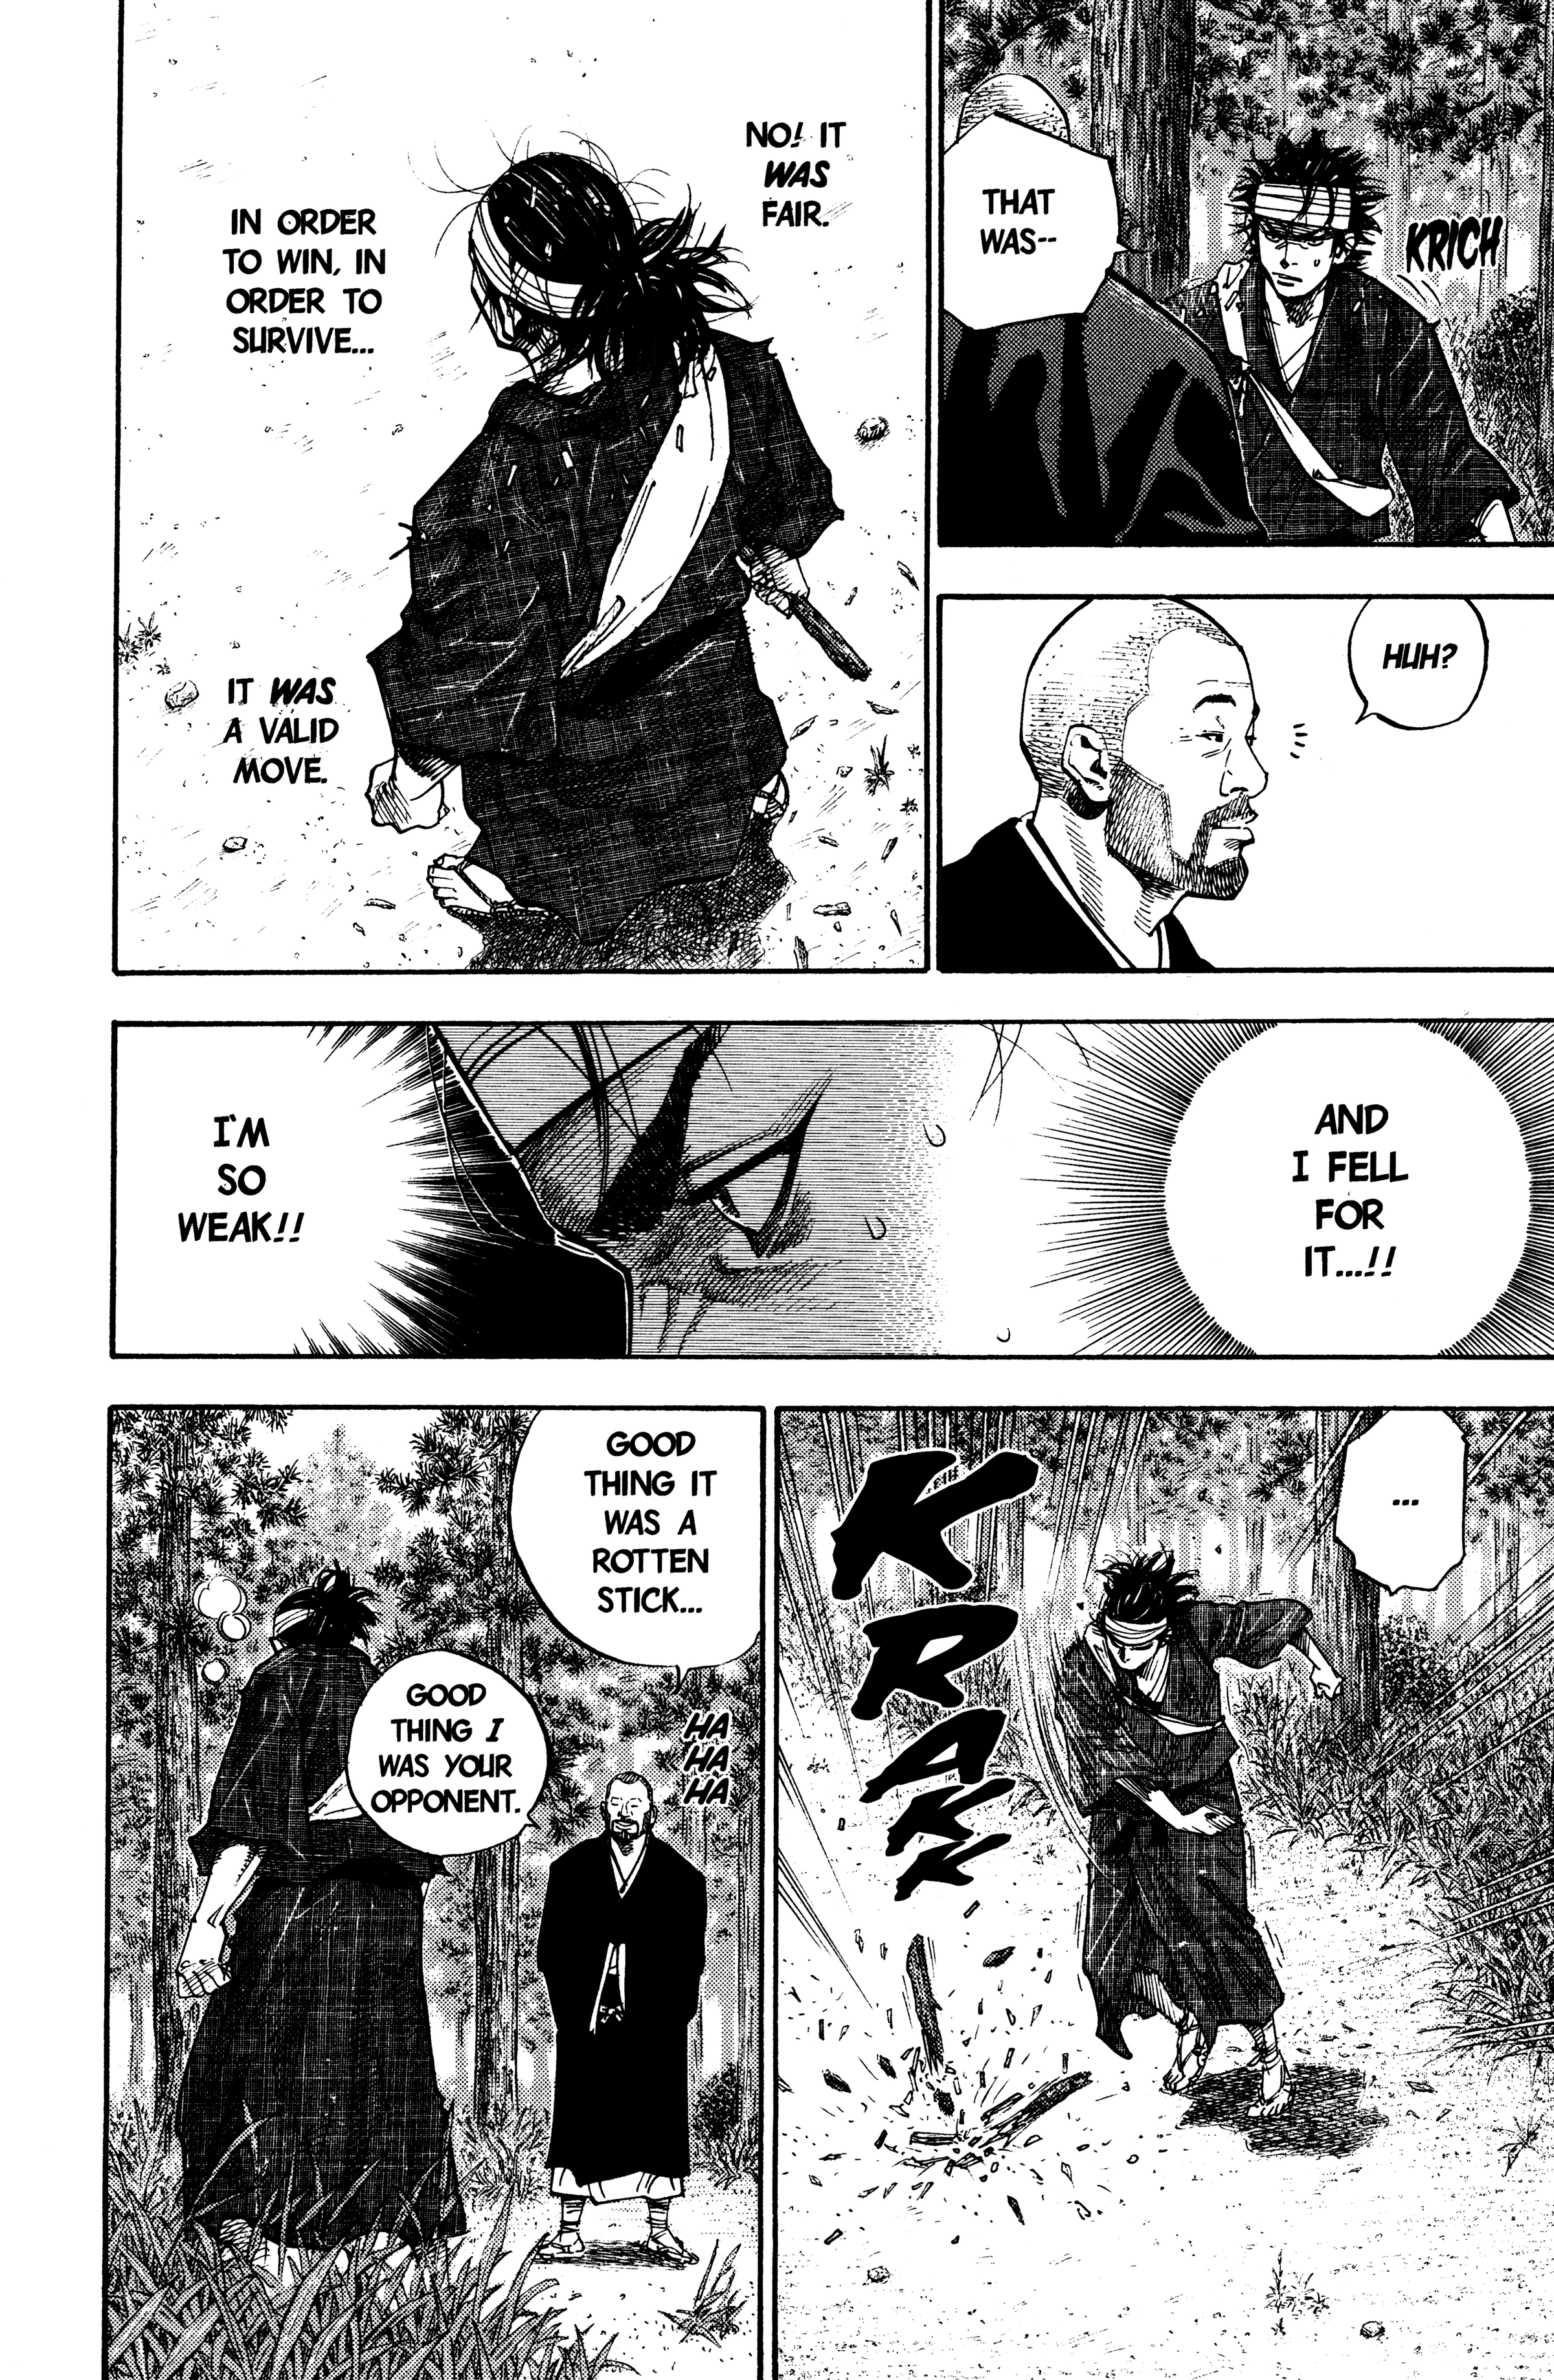 THAT
WAS--
KRICH
HUH?
NO! IT
WAS
FAIR.
IN ORDER
TO WIN, IN
ORDER TO
SURVIVE...
IT WAS
A VALID
MOVE.
AND
I FELL
FOR
IT...!!
I'M
SO
WEAK!!
...
KRAKK
GOOD
THING IT
WAS A
ROTTEN
STICK...
HA
HA
HA
GOOD
THING I
WAS YOUR
OPPONENT.